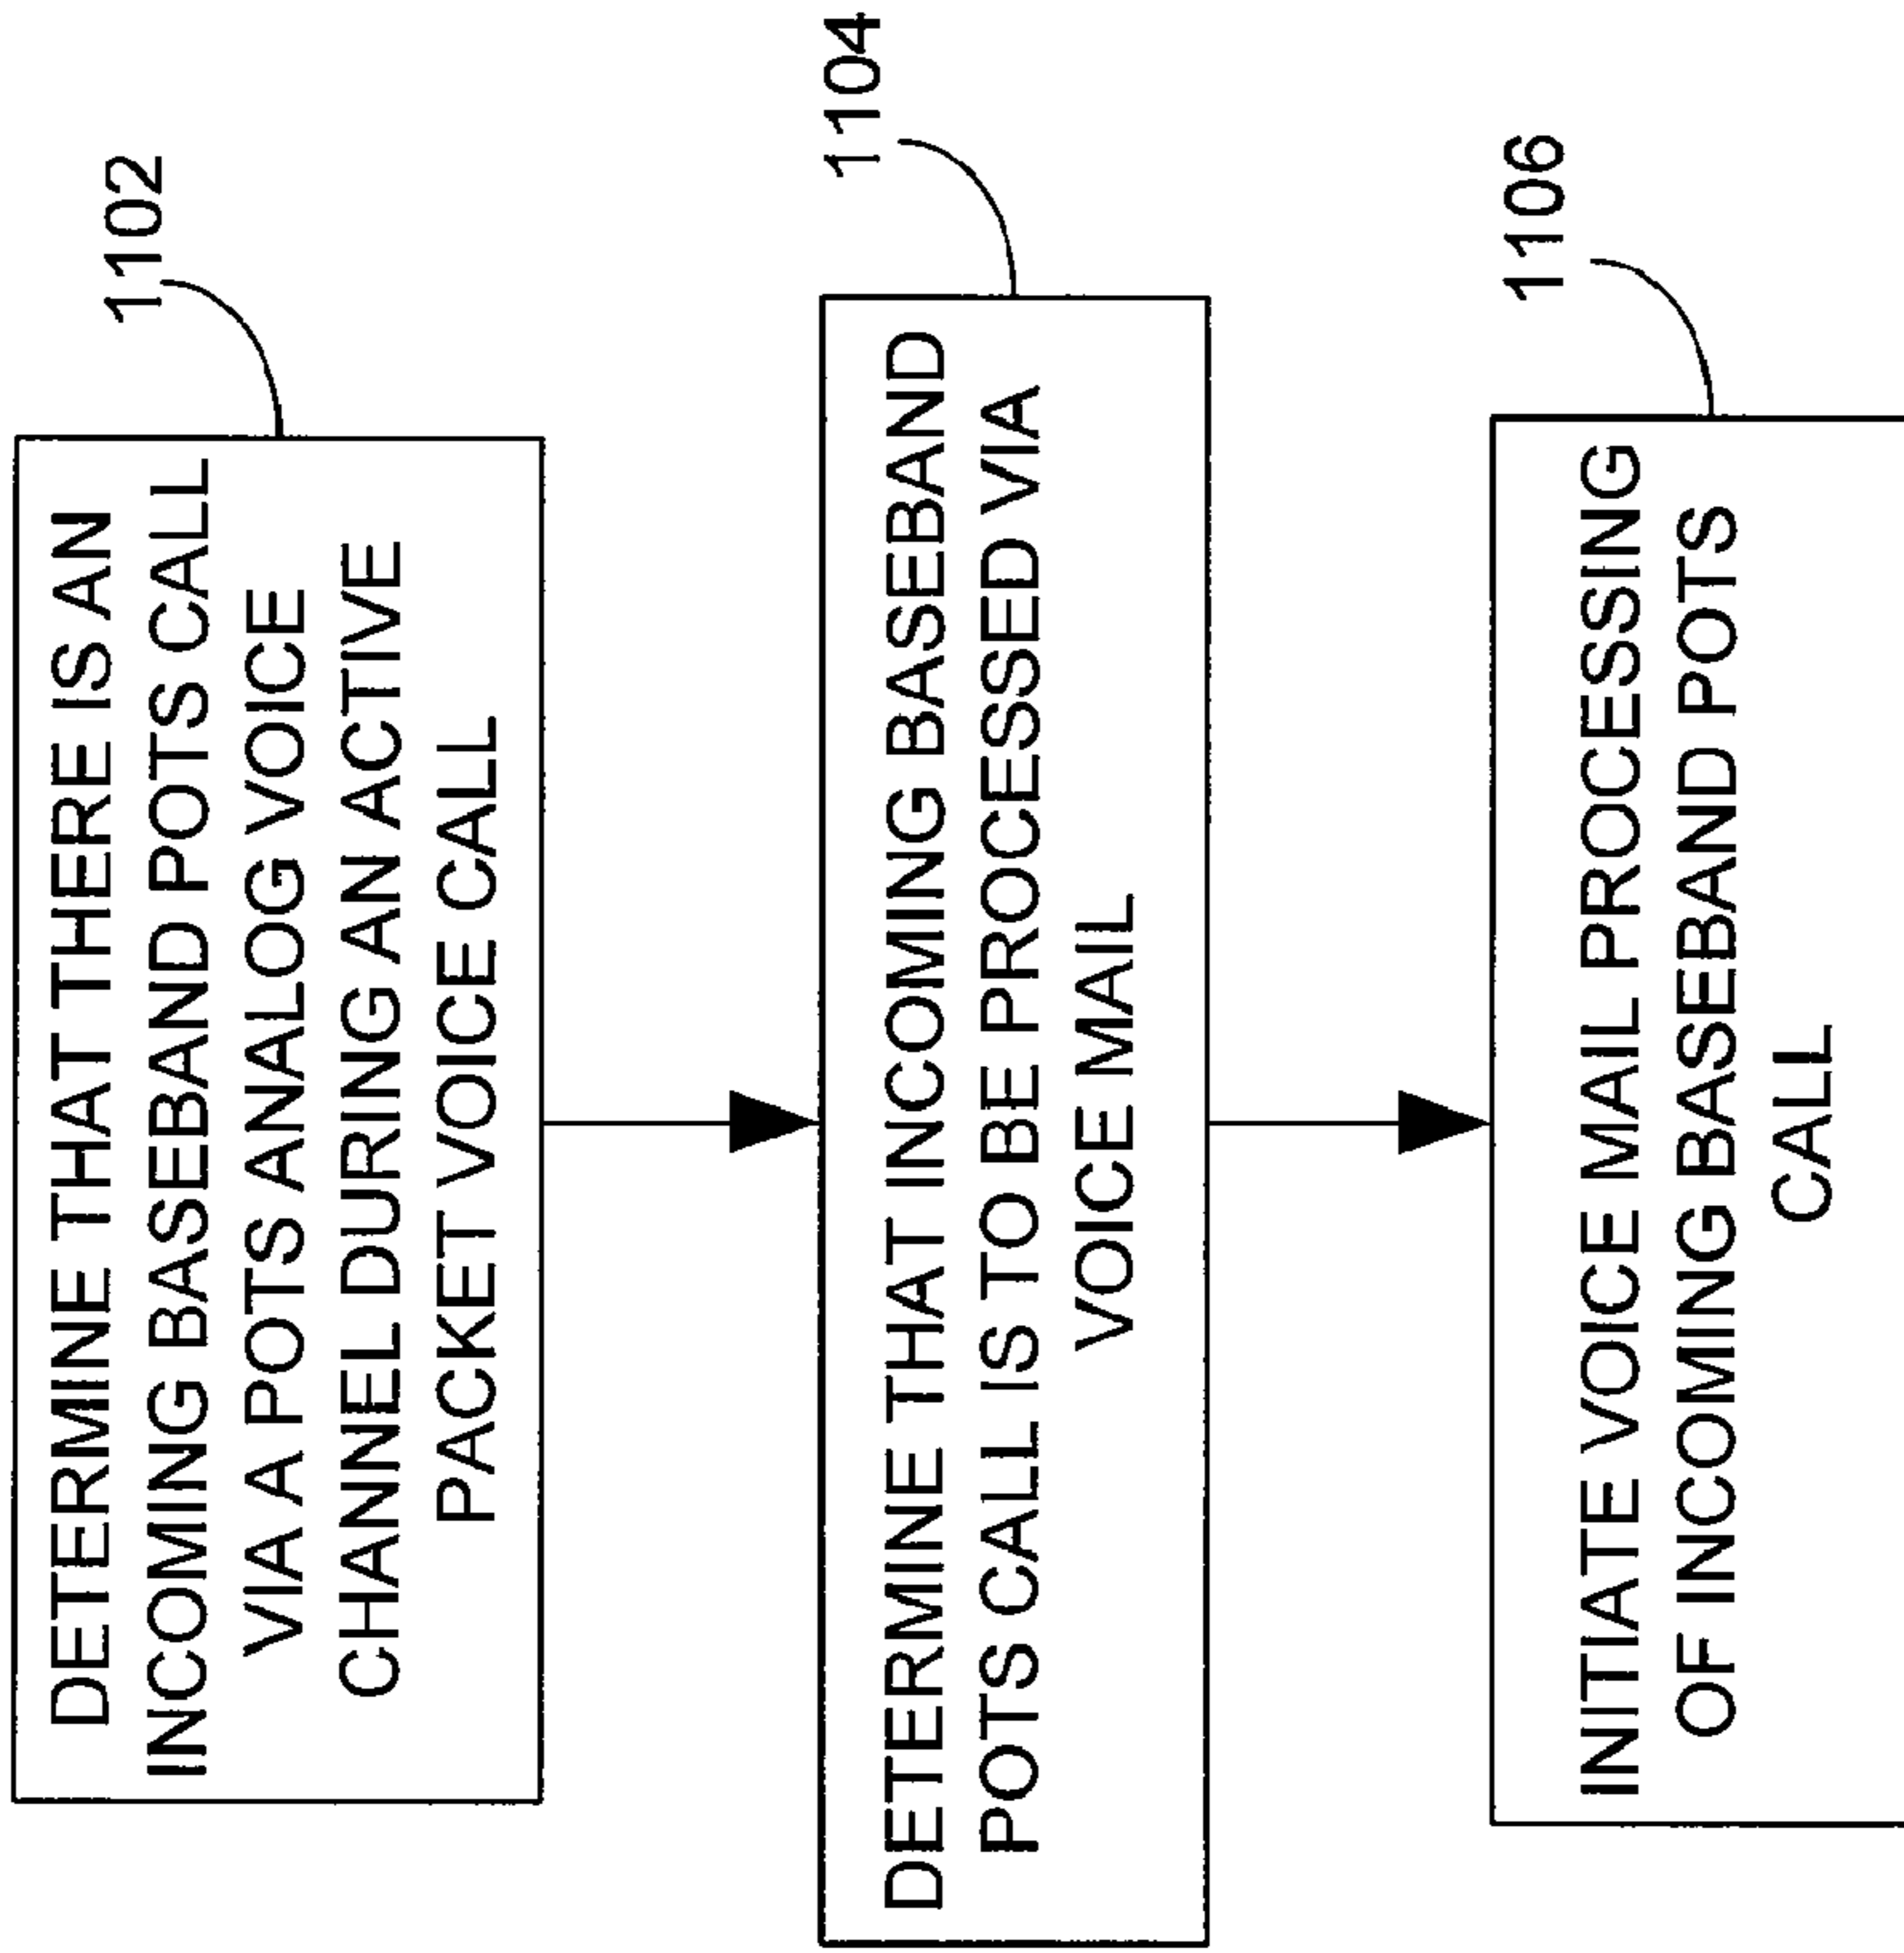 1102
DETERMINE THAT THERE IS AN
INCOMING BASEBAND POTS CALL
VIA A POTS ANALOG VOICE
CHANNEL DURING AN ACTIVE
PACKET VOICE CALL
1104
DETERMINE THAT INCOMING BASEBAND
POTS CALL IS TO BE PROCESSED VIA
VOICE MAIL
1106
INITIATE VOICE MAIL PROCESSING
OF INCOMING BASEBAND POTS
CALL